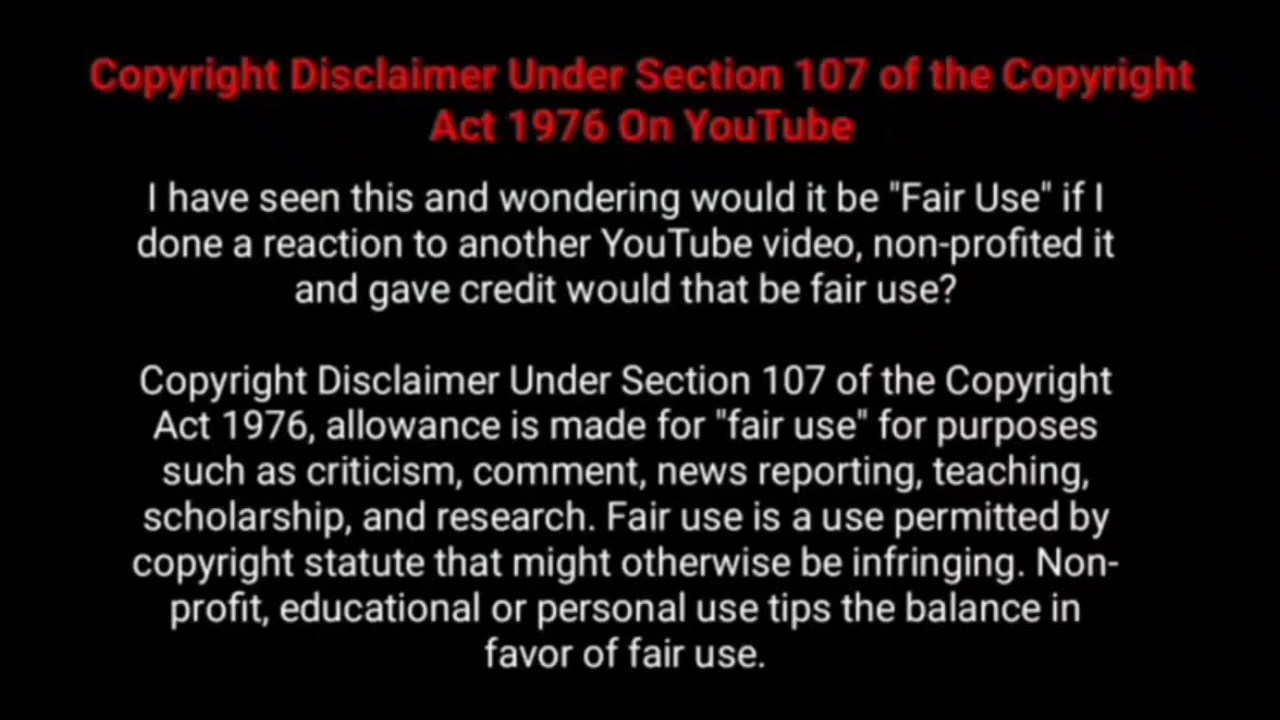 Copyright Disclaimer Under Section 107 of the Copyright
Act 1976 On YouTube
I have seen this and wondering would it be "Fair Use" if I
done a reaction to another YouTube video, non-profited it
and gave credit would that be fair use?
Copyright Disclaimer Under Section 107 of the Copyright
Act 1976, allowance is made for "fair use" for purposes
such as criticism, comment, news reporting, teaching,
scholarship, and research. Fair use is a use permitted by
copyright statute that might otherwise be infringing. Non-
profit, educational or personal use tips the balance in
favor of fair use.